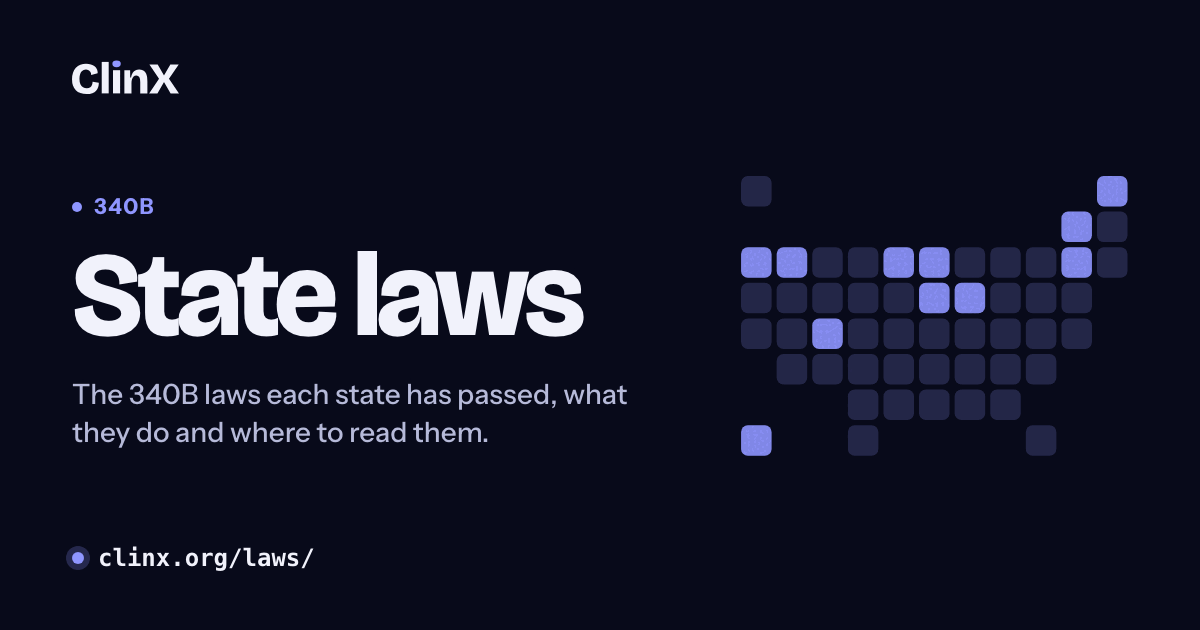 ClinX
340B
State laws
The 340B laws each state has passed, what
they do and where to read them.
clinx.org/laws/